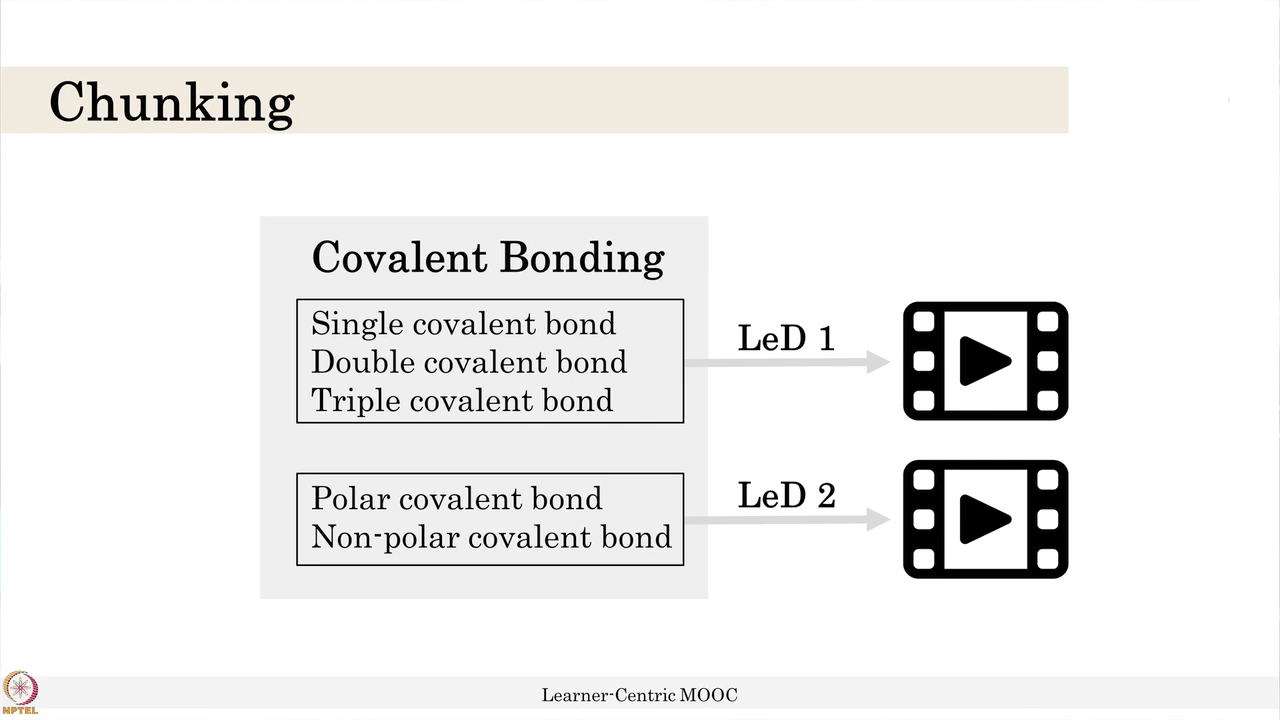 Chunking
Covalent Bonding
Single covalent bond
Double covalent bond
Triple covalent bond
LeD 1
Polar covalent bond
Non-polar covalent bond
LeD 2
Learner-Centric MOOC
NPTEL